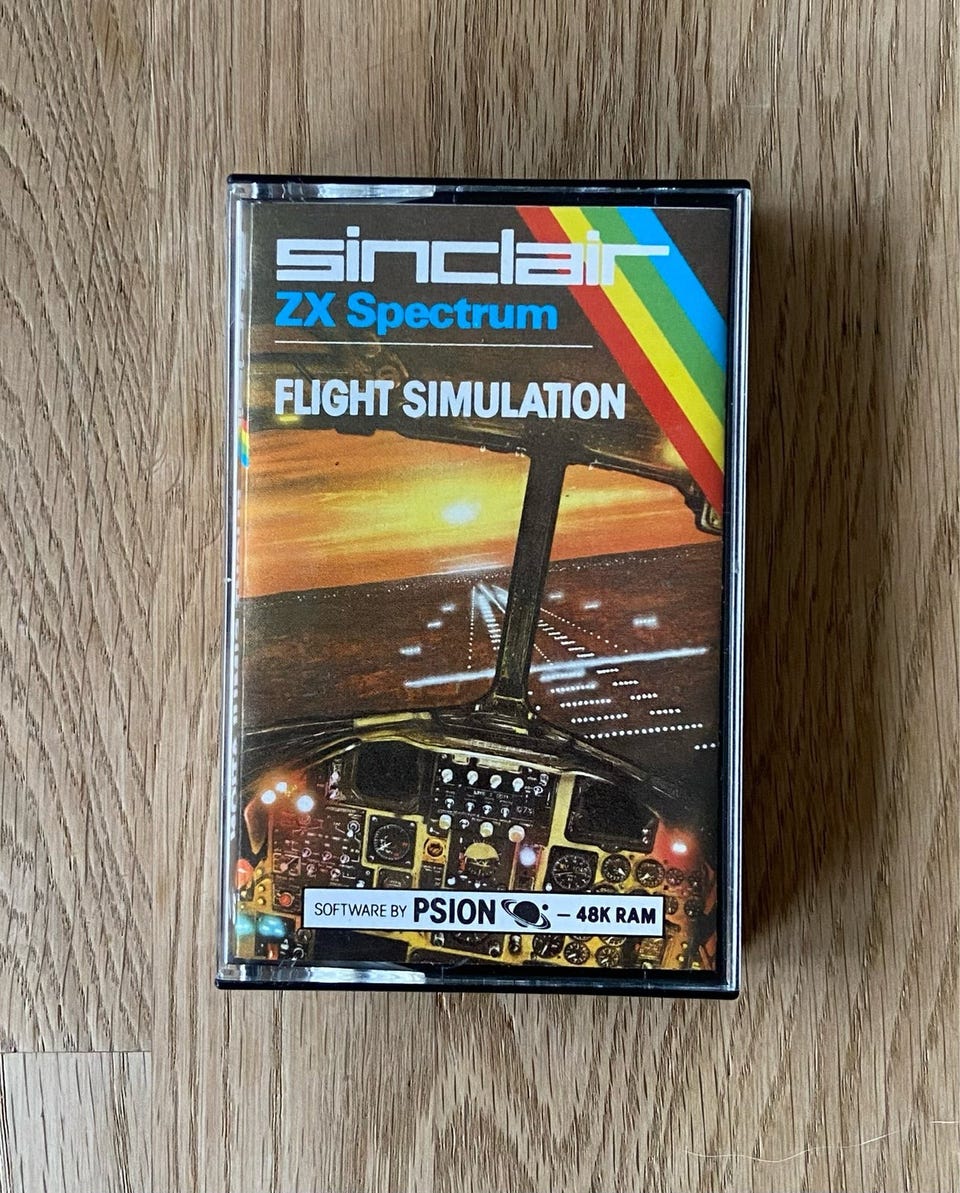 sinclair
ZX Spectrum
FLIGHT SIMULATION
SOFTWARE BY PSION – 48K RAM